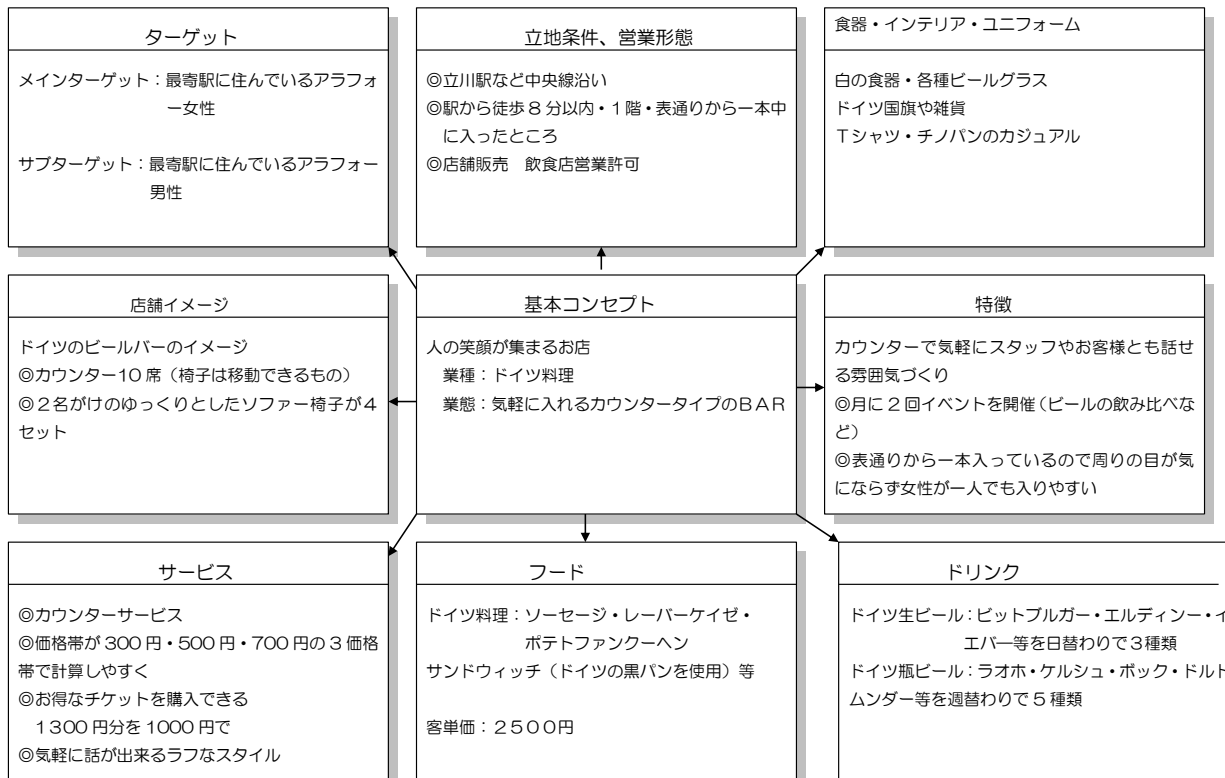 ターゲット
メインターゲット：最寄駅に住んでいるアラフォ
ー女性
サブターゲット：最寄駅に住んでいるアラフォー
男性
立地条件、営業形態
◎立川駅など中央線沿い
◎駅から徒歩８分以内・１階・表通りから一本中
に入ったところ
◎店舗販売　飲食店営業許可
食器・インテリア・ユニフォーム
白の食器・各種ビールグラス
ドイツ国旗や雑貨
Ｔシャツ・チノパンのカジュアル
店舗イメージ
ドイツのビールバーのイメージ
◎カウンター10 席（椅子は移動できるもの）
◎２名がけのゆっくりとしたソファー椅子が４
セット
基本コンセプト
人の笑顔が集まるお店
業種：ドイツ料理
業態：気軽に入れるカウンタータイプのＢＡＲ
特徴
カウンターで気軽にスタッフやお客様とも話せ
る雰囲気づくり
◎月に２回イベントを開催（ビールの飲み比べな
ど）
◎表通りから一本入っているので周りの目が気
にならず女性が一人でも入りやすい
サービス
◎カウンターサービス
◎価格帯が 300 円・500 円・700 円の３価格
帯で計算しやすく
◎お得なチケットを購入できる
1300 円分を 1000 円で
◎気軽に話が出来るラフなスタイル
フード
ドイツ料理：ソーセージ・レーバーケイゼ・
ポテトファンクーヘン
サンドウィッチ（ドイツの黒パンを使用）等
客単価：２５００円
ドリンク
ドイツ生ビール：ビットブルガー・エルディンー・イ
エバー等を日替わりで３種類
ドイツ瓶ビール：ラオホ・ケルシュ・ボック・ドルト
ムンダー等を週替わりで５種類